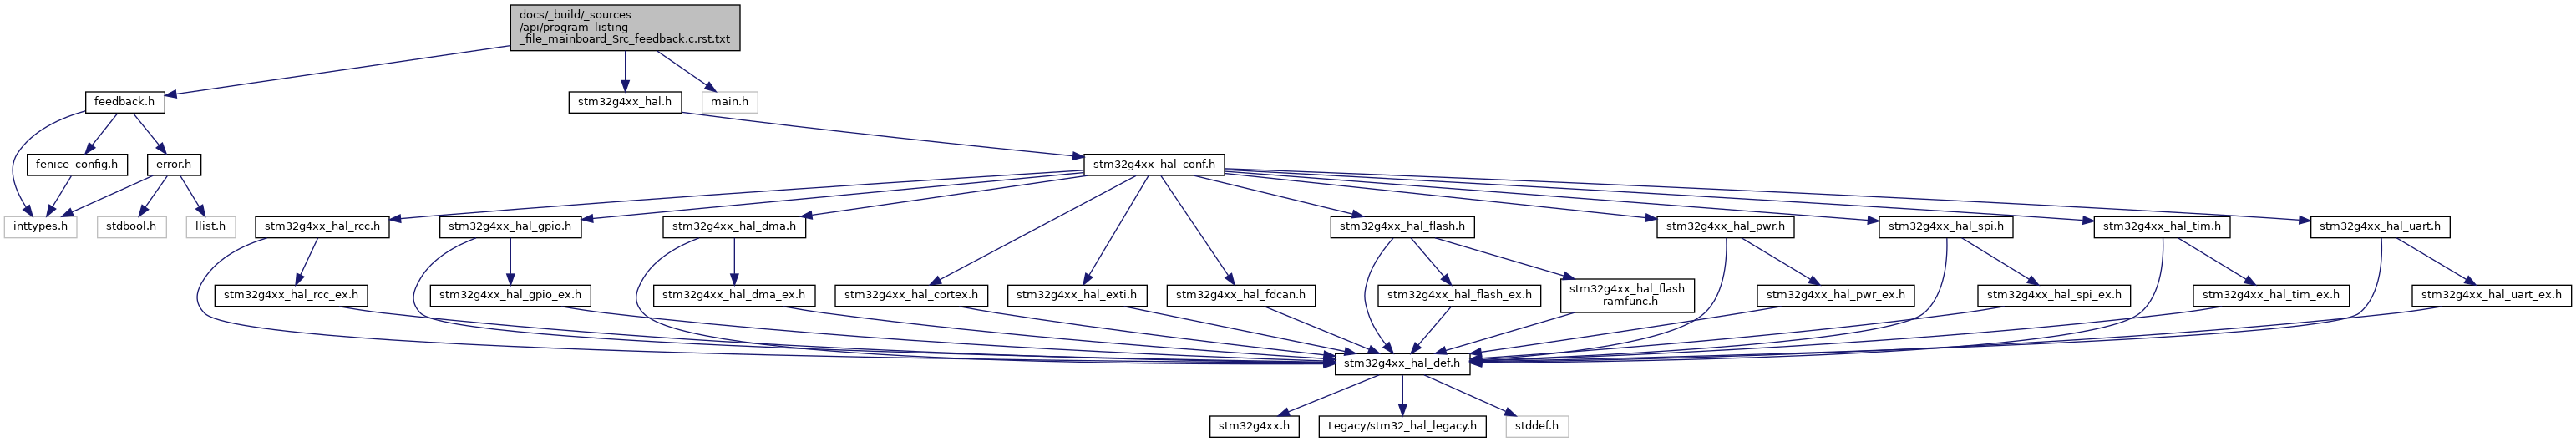 docs/_build/_sources
/api/program_listing
_file_mainboard_Src_feedback.c.rst.txt
feedback.h
stm32g4xx_hal.h
main.h
fenice_config.h
error.h
stm32g4xx_hal_conf.h
inttypes.h
stdbool.h
llist.h
stm32g4xx_hal_rcc.h
stm32g4xx_hal_gpio.h
stm32g4xx_hal_dma.h
stm32g4xx_hal_flash.h
stm32g4xx_hal_pwr.h
stm32g4xx_hal_spi.h
stm32g4xx_hal_tim.h
stm32g4xx_hal_uart.h
stm32g4xx_hal_rcc_ex.h
stm32g4xx_hal_gpio_ex.h
stm32g4xx_hal_dma_ex.h
stm32g4xx_hal_cortex.h
stm32g4xx_hal_exti.h
stm32g4xx_hal_fdcan.h
stm32g4xx_hal_flash_ex.h
stm32g4xx_hal_flash
_ramfunc.h
stm32g4xx_hal_pwr_ex.h
stm32g4xx_hal_spi_ex.h
stm32g4xx_hal_tim_ex.h
stm32g4xx_hal_uart_ex.h
stm32g4xx_hal_def.h
stm32g4xx.h
Legacy/stm32_hal_legacy.h
stddef.h